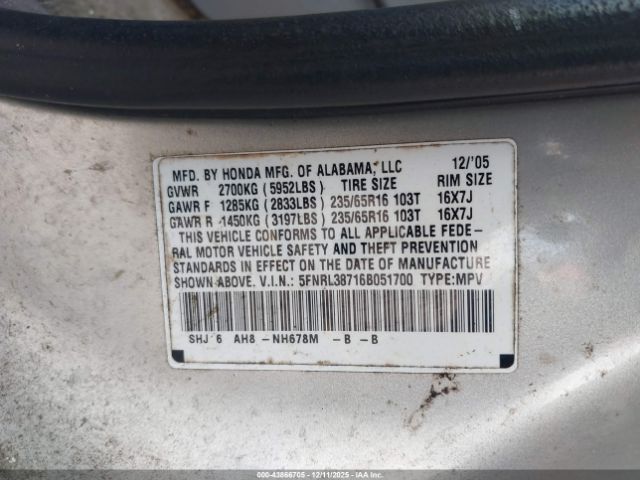 MFD. BY HONDA MFG. OF ALABAMA, LLC 12/'05
GVWR 2700KG (5952LBS) TIRE SIZE RIM SIZE
GAWR F 1285KG (2833LBS) 235/65R16 103T 16X7J
GAWR R 1450KG (3197LBS) 235/65R16 103T 16X7J
THIS VEHICLE CONFORMS TO ALL APPLICABLE FEDE-
RAL MOTOR VEHICLE SAFETY AND THEFT PREVENTION
STANDARDS IN EFFECT ON THE DATE OF MANUFACTURE
SHOWN ABOVE. V.I.N.: 5FNRL38716B051700 TYPE:MPV
SHJ 6 AH8 -NH678M -B -B
000-43866705 - 12/11/2025 - IAA Holdings, LLC.